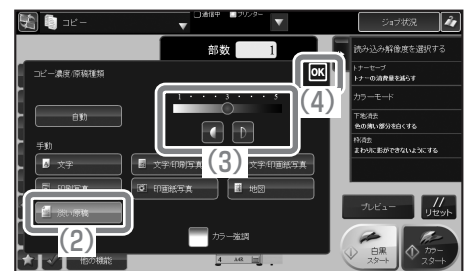 コピー
通信中 プリンター
ジョブ状況
部数 1
読み込み解像度を選択する
コピー濃度/原稿種類
OK
(4)
トナーセーブ
トナーの消費量を減らす
カラーモード
1 ・ ・ 3 ・ ・ 5
自動
下地消去
色の薄い部分を白くする
枠消去
まわりに影ができないようにする
手動
(3)
文字
文字/印刷写真
文字/印画紙写真
印刷写真
印画紙写真
地図
淡い原稿
(2)
プレビュー
リセット
カラー強調
白黒
スタート
カラー
スタート
他の機能
4 A4R